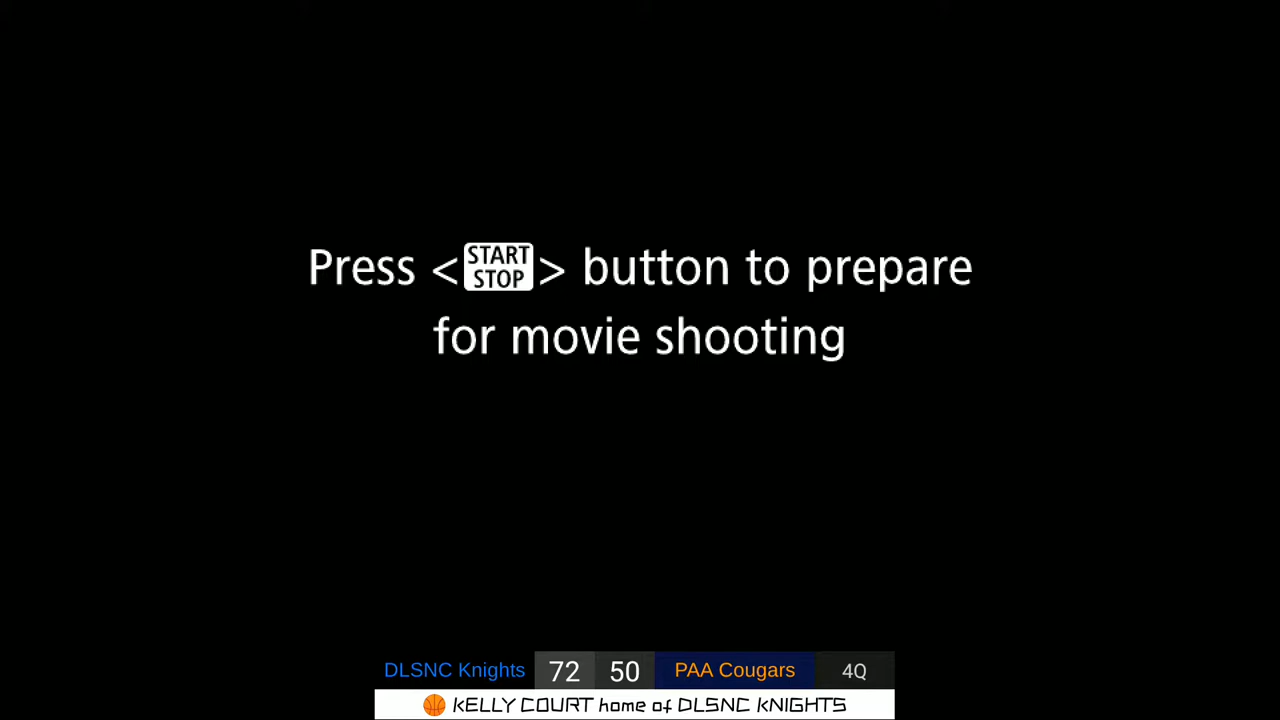 Press <START STOP> button to prepare
for movie shooting
DLSNC Knights 72 50 PAA Cougars 4Q
KELLY COURT home of DLSNC KNIGHTS